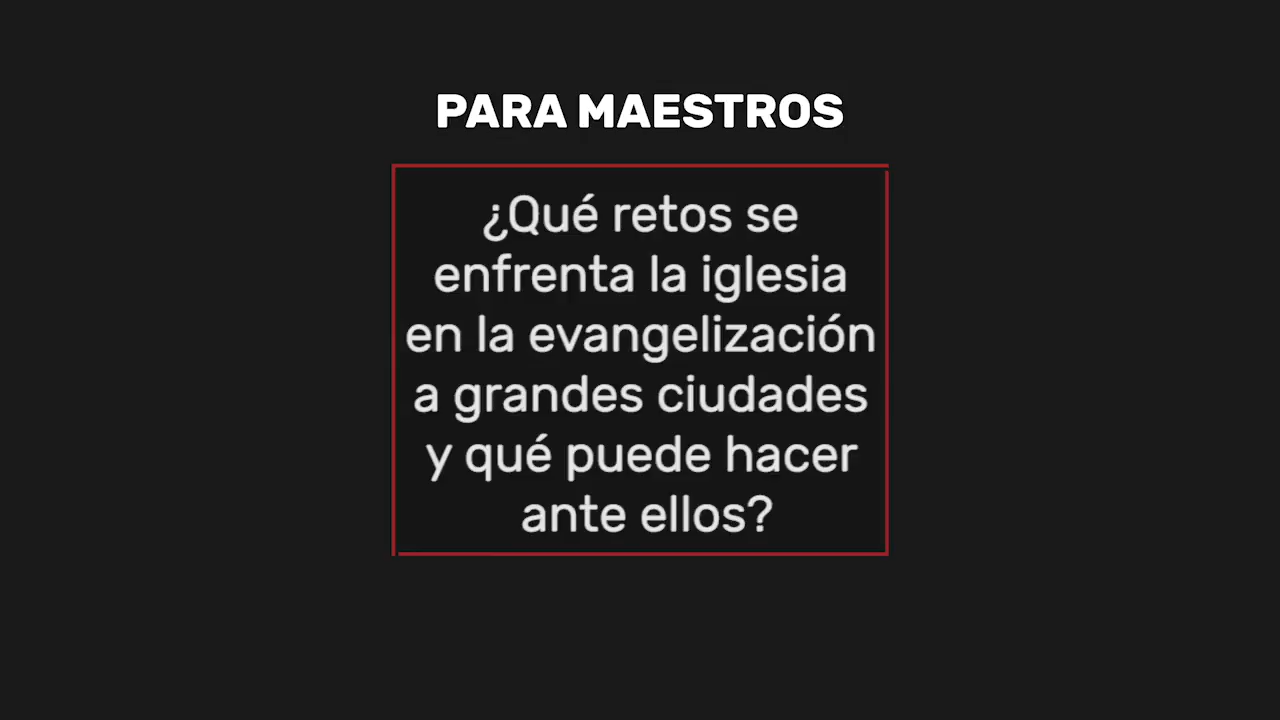 PARA MAESTROS
¿Qué retos se
enfrenta la iglesia
en la evangelización
a grandes ciudades
y qué puede hacer
ante ellos?